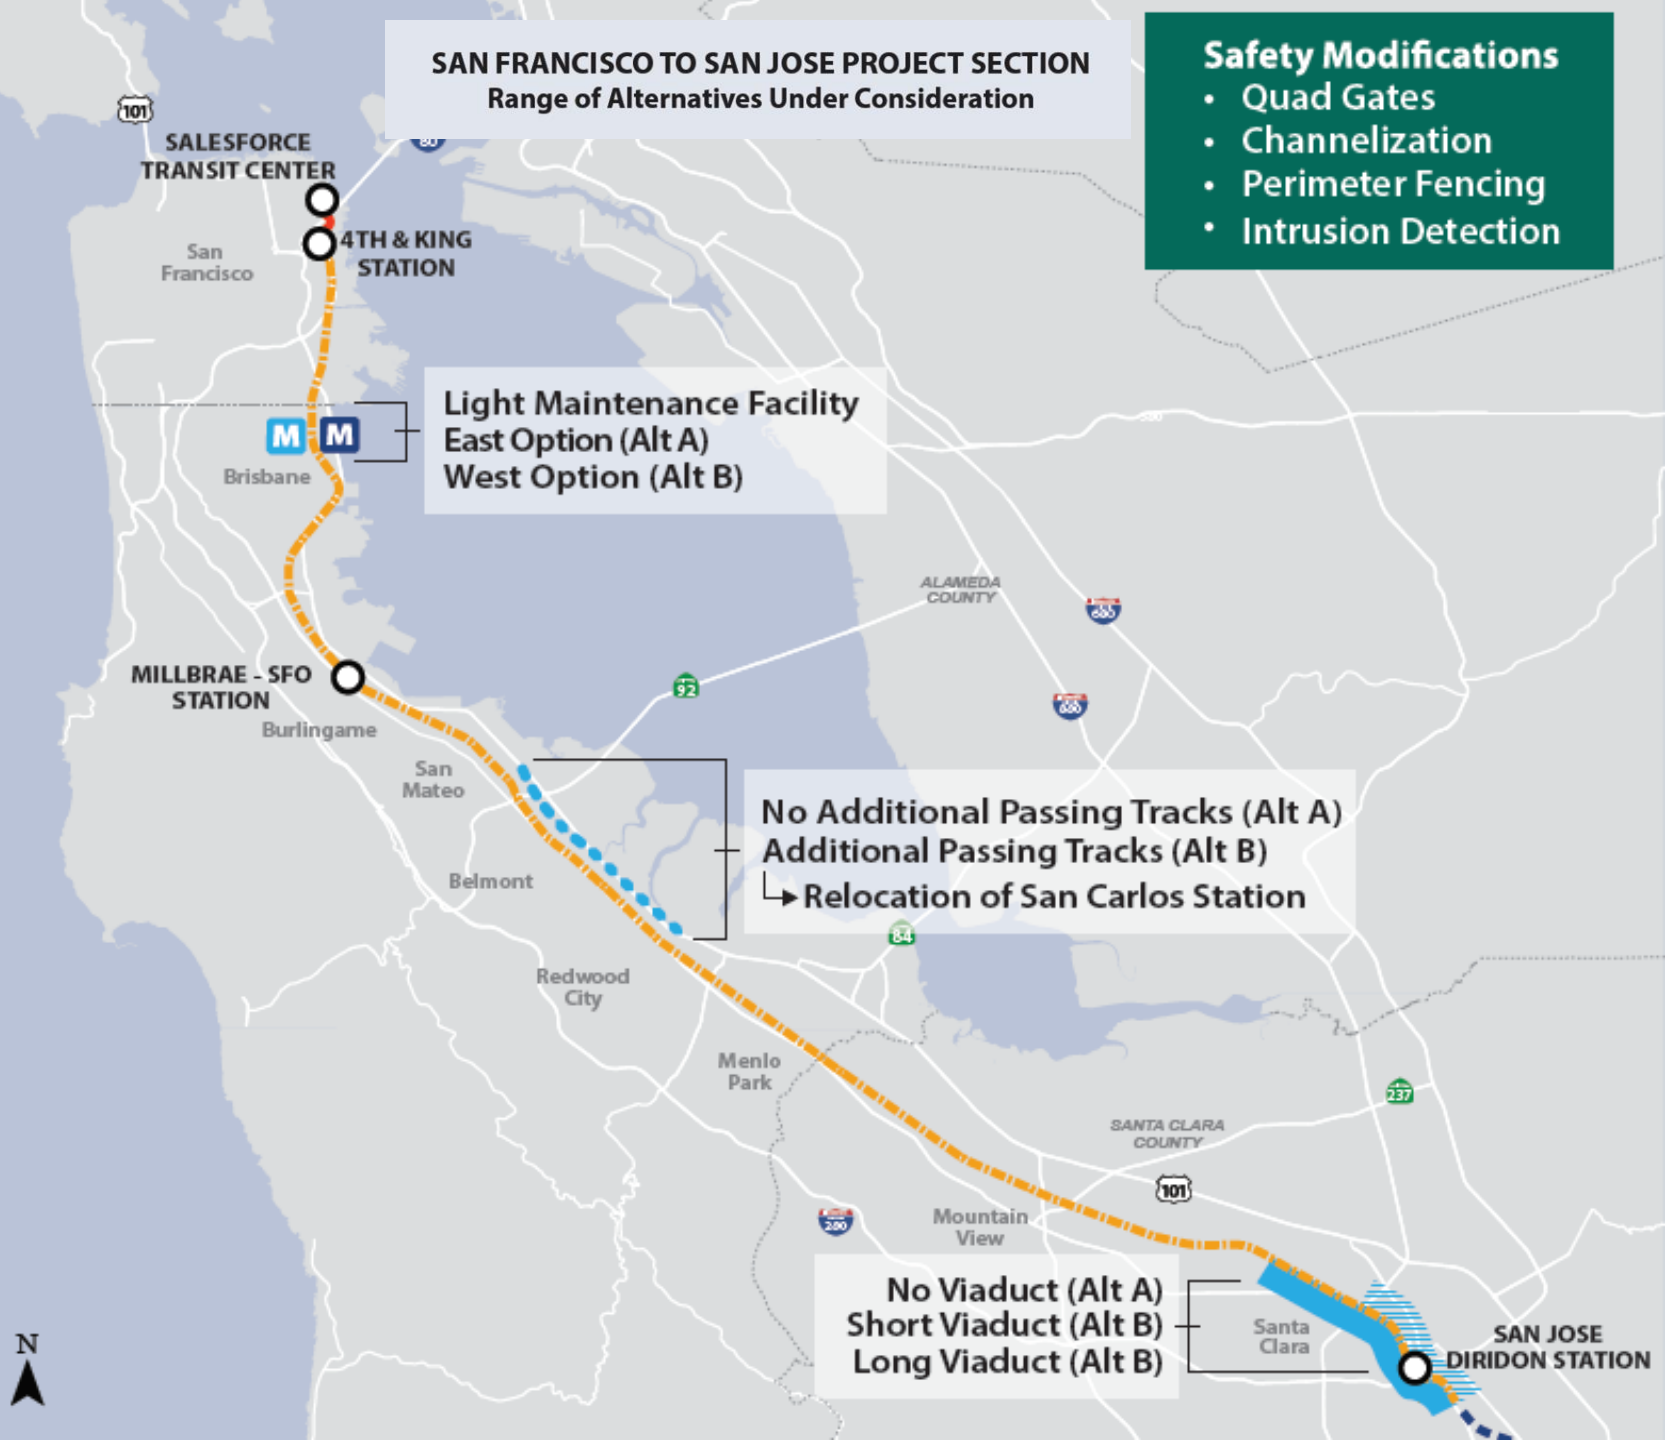 SAN FRANCISCO TO SAN JOSE PROJECT SECTION
Range of Alternatives Under Consideration
Safety Modifications
• Quad Gates
• Channelization
• Perimeter Fencing
• Intrusion Detection
101
80
SALESFORCE
TRANSIT CENTER
4TH & KING
STATION
San
Francisco
Light Maintenance Facility
East Option (Alt A)
West Option (Alt B)
M
M
Brisbane
ALAMEDA
COUNTY
680
880
92
MILLBRAE - SFO
STATION
Burlingame
San
Mateo
No Additional Passing Tracks (Alt A)
Additional Passing Tracks (Alt B)
Relocation of San Carlos Station
Belmont
84
Redwood
City
Menlo
Park
237
SANTA CLARA
COUNTY
101
280
Mountain
View
No Viaduct (Alt A)
Short Viaduct (Alt B)
Long Viaduct (Alt B)
Santa
Clara
SAN JOSE
DIRIDON STATION
N